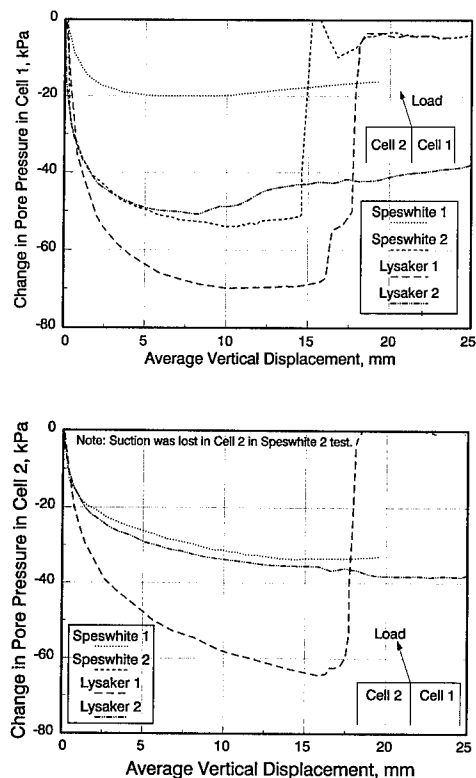 0
-20
-40
-60
-80
Change in Pore Pressure in Cell 1, kPa
Load
Cell 2 Cell 1
Speswhite 1
Speswhite 2
Lysaker 1
Lysaker 2
0 5 10 15 20 25
Average Vertical Displacement, mm
Note: Suction was lost in Cell 2 in Speswhite 2 test.
0
-20
-40
-60
-80
Change in Pore Pressure in Cell 2, kPa
Speswhite 1
Speswhite 2
Lysaker 1
Lysaker 2
Load
Cell 2 Cell 1
0 5 10 15 20 25
Average Vertical Displacement, mm